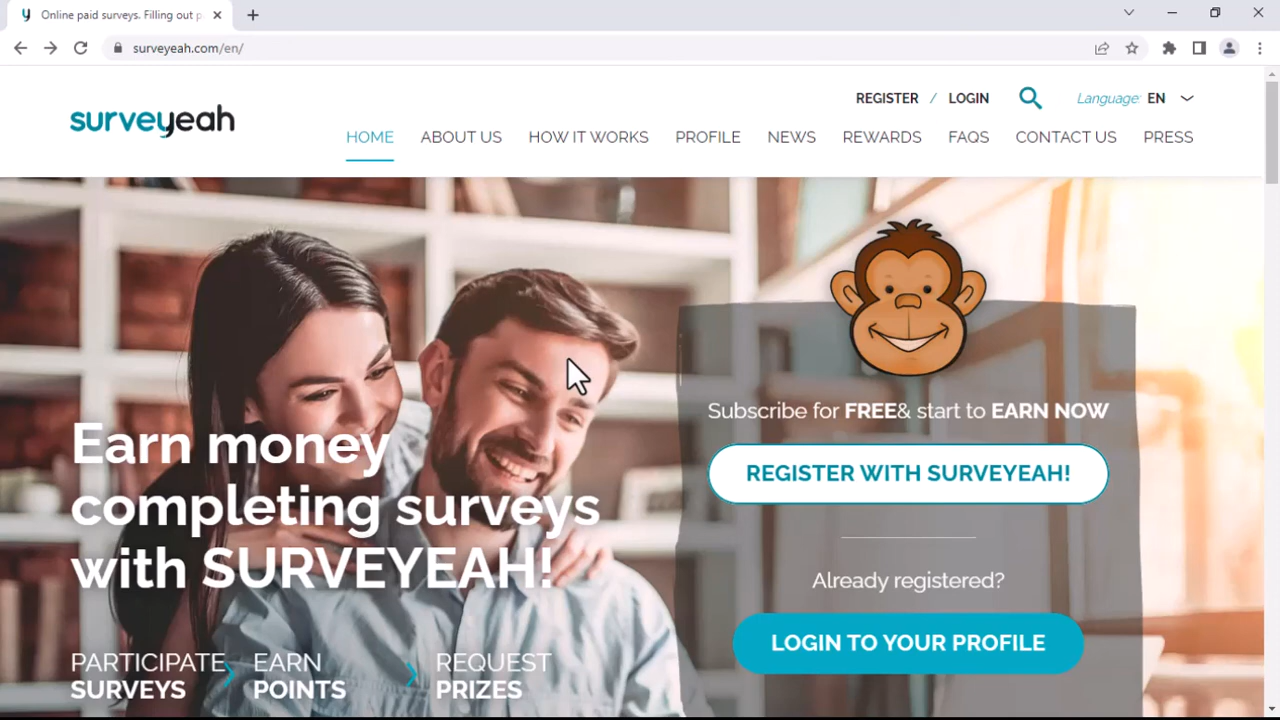 Online paid surveys. Filling out p
surveyeah.com/en/
REGISTER / LOGIN
Language: EN
surveyeah
HOME ABOUT US HOW IT WORKS PROFILE NEWS REWARDS FAQS CONTACT US PRESS
Earn money
completing surveys
with SURVEYEAH!
PARTICIPATE
SURVEYS
EARN
POINTS
REQUEST
PRIZES
Subscribe for FREE& start to EARN NOW
REGISTER WITH SURVEYEAH!
Already registered?
LOGIN TO YOUR PROFILE